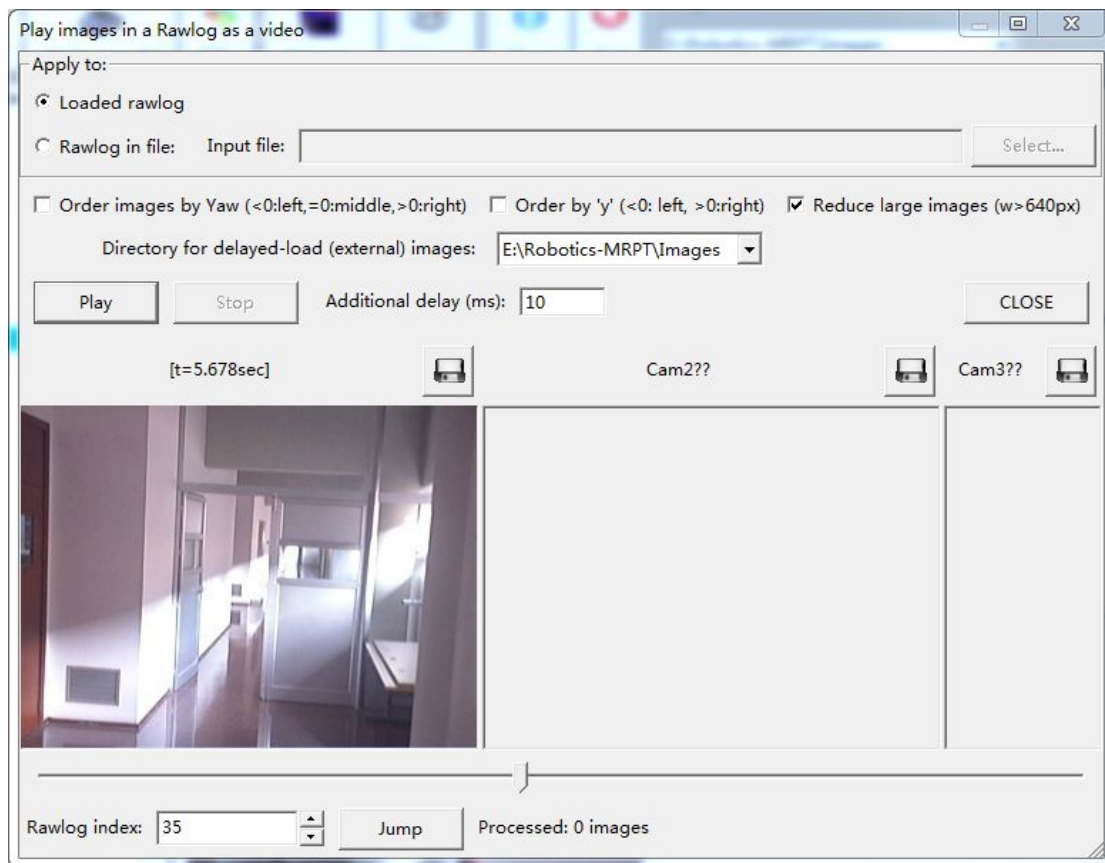 Play images in a Rawlog as a video
Apply to:
Loaded rawlog
Rawlog in file: Input file: Select...
Order images by Yaw (<0:left,=0:middle,>0:right) Order by 'y' (<0: left, >0:right) Reduce large images (w>640px)
Directory for delayed-load (external) images: E:\Robotics-MRPT\Images
Play Stop Additional delay (ms): 10 CLOSE
[t=5.678sec] Cam2?? Cam3??
Rawlog index: 35 Jump Processed: 0 images